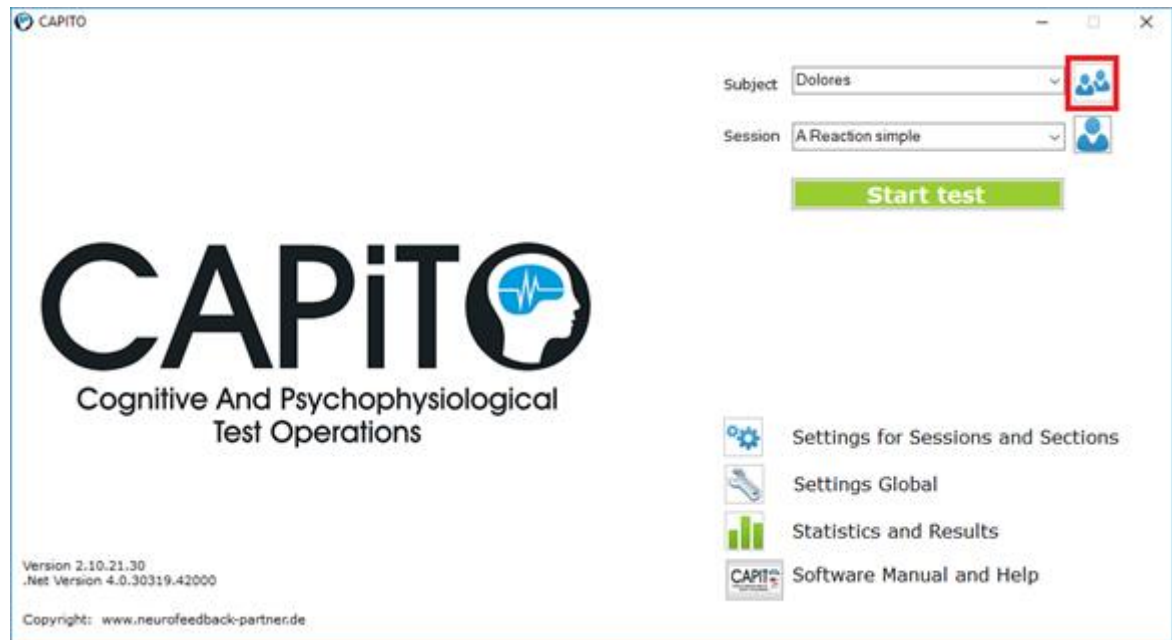 CAPITO
Subject Dolores
Session A Reaction simple
Start test
CAPiTO
Cognitive And Psychophysiological
Test Operations
Settings for Sessions and Sections
Settings Global
Statistics and Results
CAPiTO Software Manual and Help
Version 2.10.21.30
.Net Version 4.0.30319.42000
Copyright: www.neurofeedback-partner.de